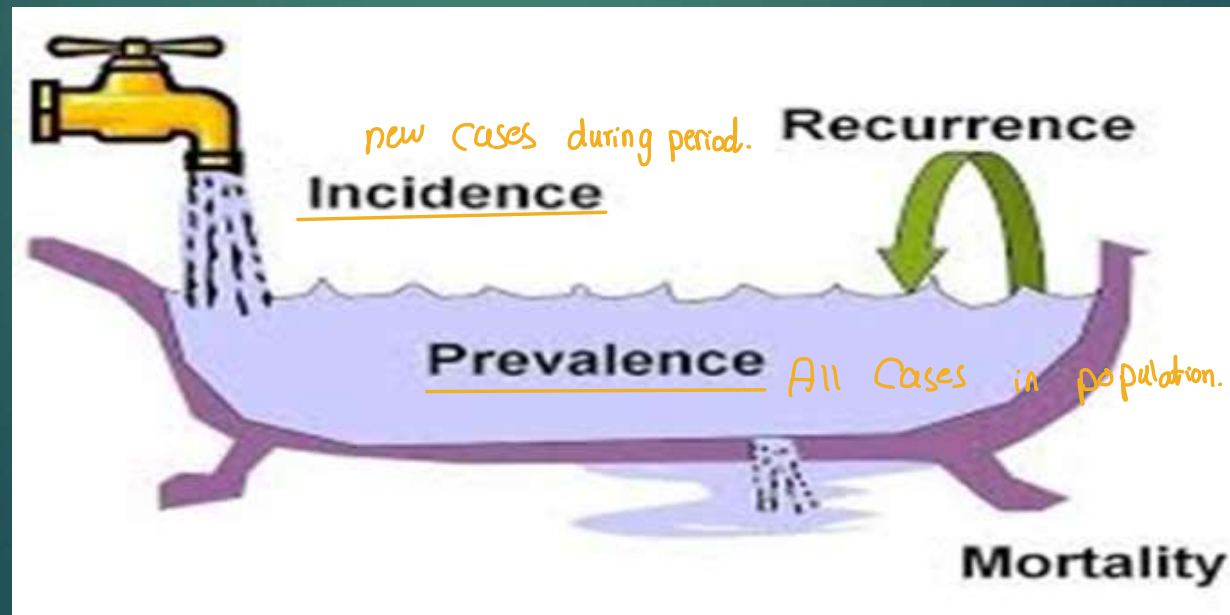 new cases during period.
Recurrence
Incidence
Prevalence All Cases in population.
Mortality